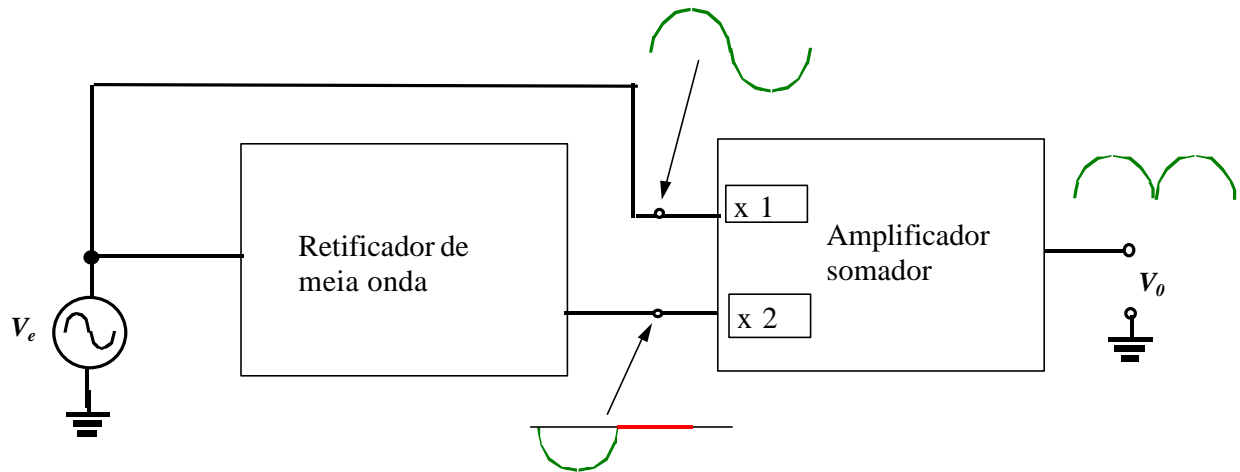 x 1
Retificador de
meia onda
Amplificador
somador
V₀
Vₑ
x 2